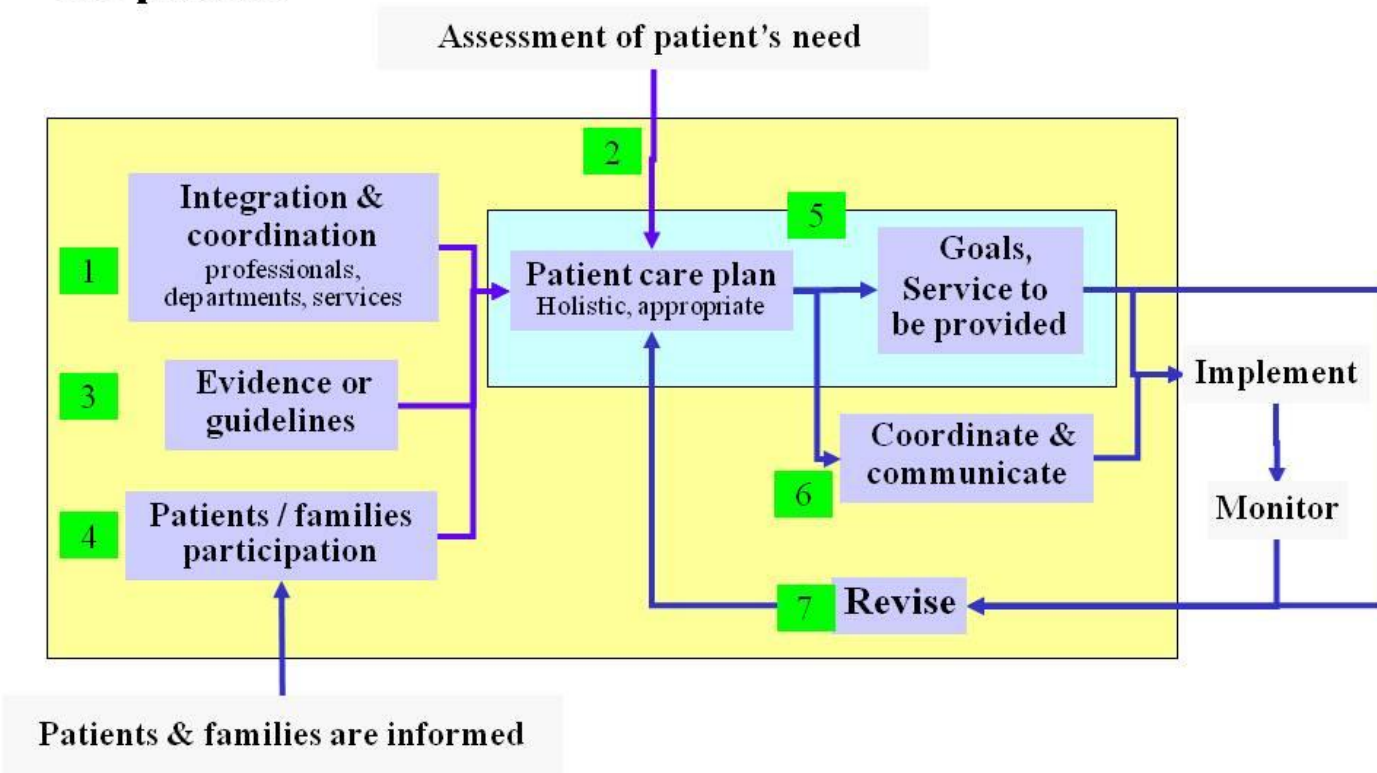 Assessment of patient's need
2
Integration &
coordination
professionals,
departments, services
1
5
Patient care plan
Holistic, appropriate
Goals,
Service to
be provided
3
Evidence or
guidelines
Implement
Coordinate &
communicate
6
4
Patients / families
participation
Monitor
7
Revise
Patients & families are informed